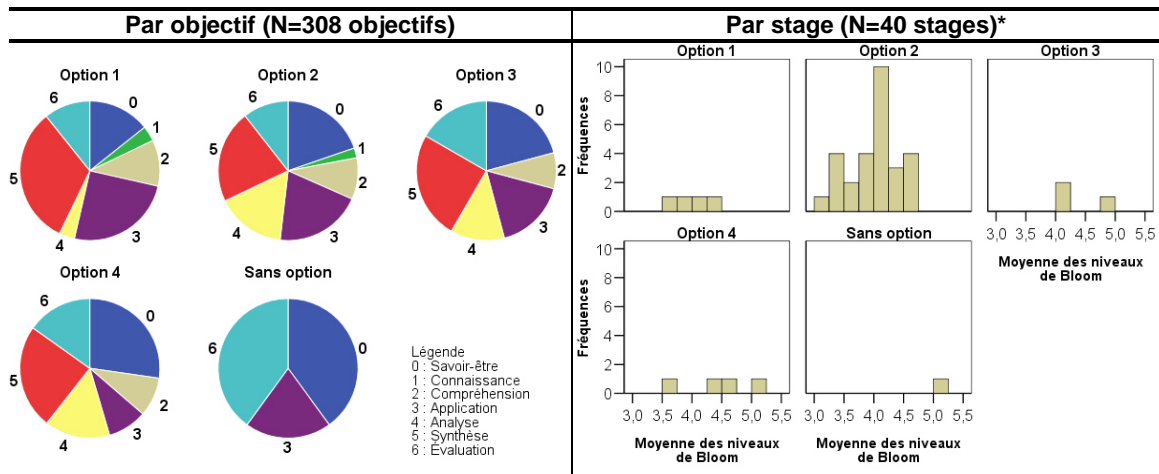 Par objectif (N=308 objectifs)
Par stage (N=40 stages)*
Option 1
0
1
2
3
4
5
6
Option 2
0
1
2
3
4
5
6
Option 3
0
2
3
4
5
6
Option 4
0
2
3
4
5
6
Sans option
0
3
6
Légende
0 : Savoir-être
1 : Connaissance
2 : Compréhension
3 : Application
4 : Analyse
5 : Synthèse
6 : Évaluation
Option 1
Option 2
Option 3
Fréquences
10
8
6
4
2
0
3,0 3,5 4,0 4,5 5,0 5,5
Moyenne des niveaux
de Bloom
Option 4
Sans option
Fréquences
10
8
6
4
2
0
3,0 3,5 4,0 4,5 5,0 5,5
3,0 3,5 4,0 4,5 5,0 5,5
Moyenne des niveaux
de Bloom
Moyenne des niveaux
de Bloom